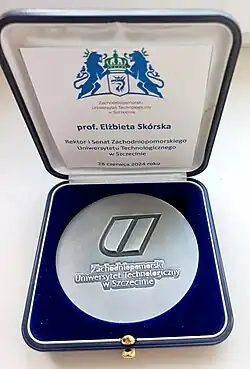 Zachodniopomorski
Uniwersytet Technologiczny
w Szczecinie
prof. Elżbieta Skórska
Rektor i Senat Zachodniopomorskiego
Uniwersytetu Technologicznego
w Szczecinie
26 czerwca 2024 roku
Zachodniopomorski
Uniwersytet Technologiczny
w Szczecinie